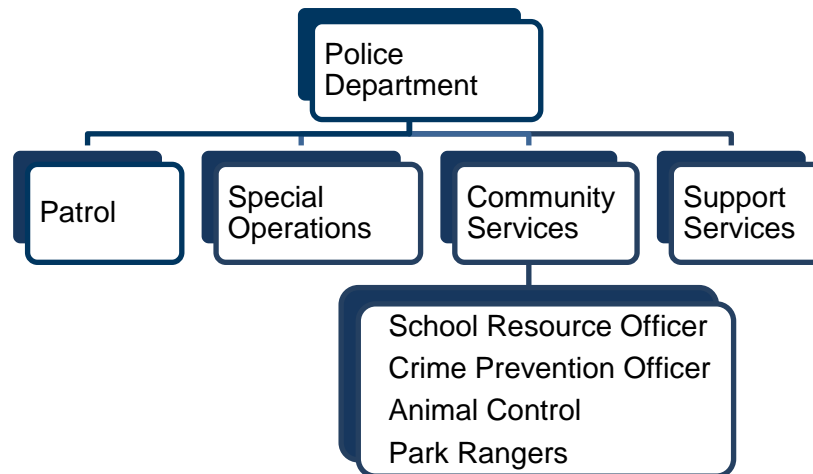 Police
Department
Patrol
Special
Operations
Community
Services
Support
Services
School Resource Officer
Crime Prevention Officer
Animal Control
Park Rangers